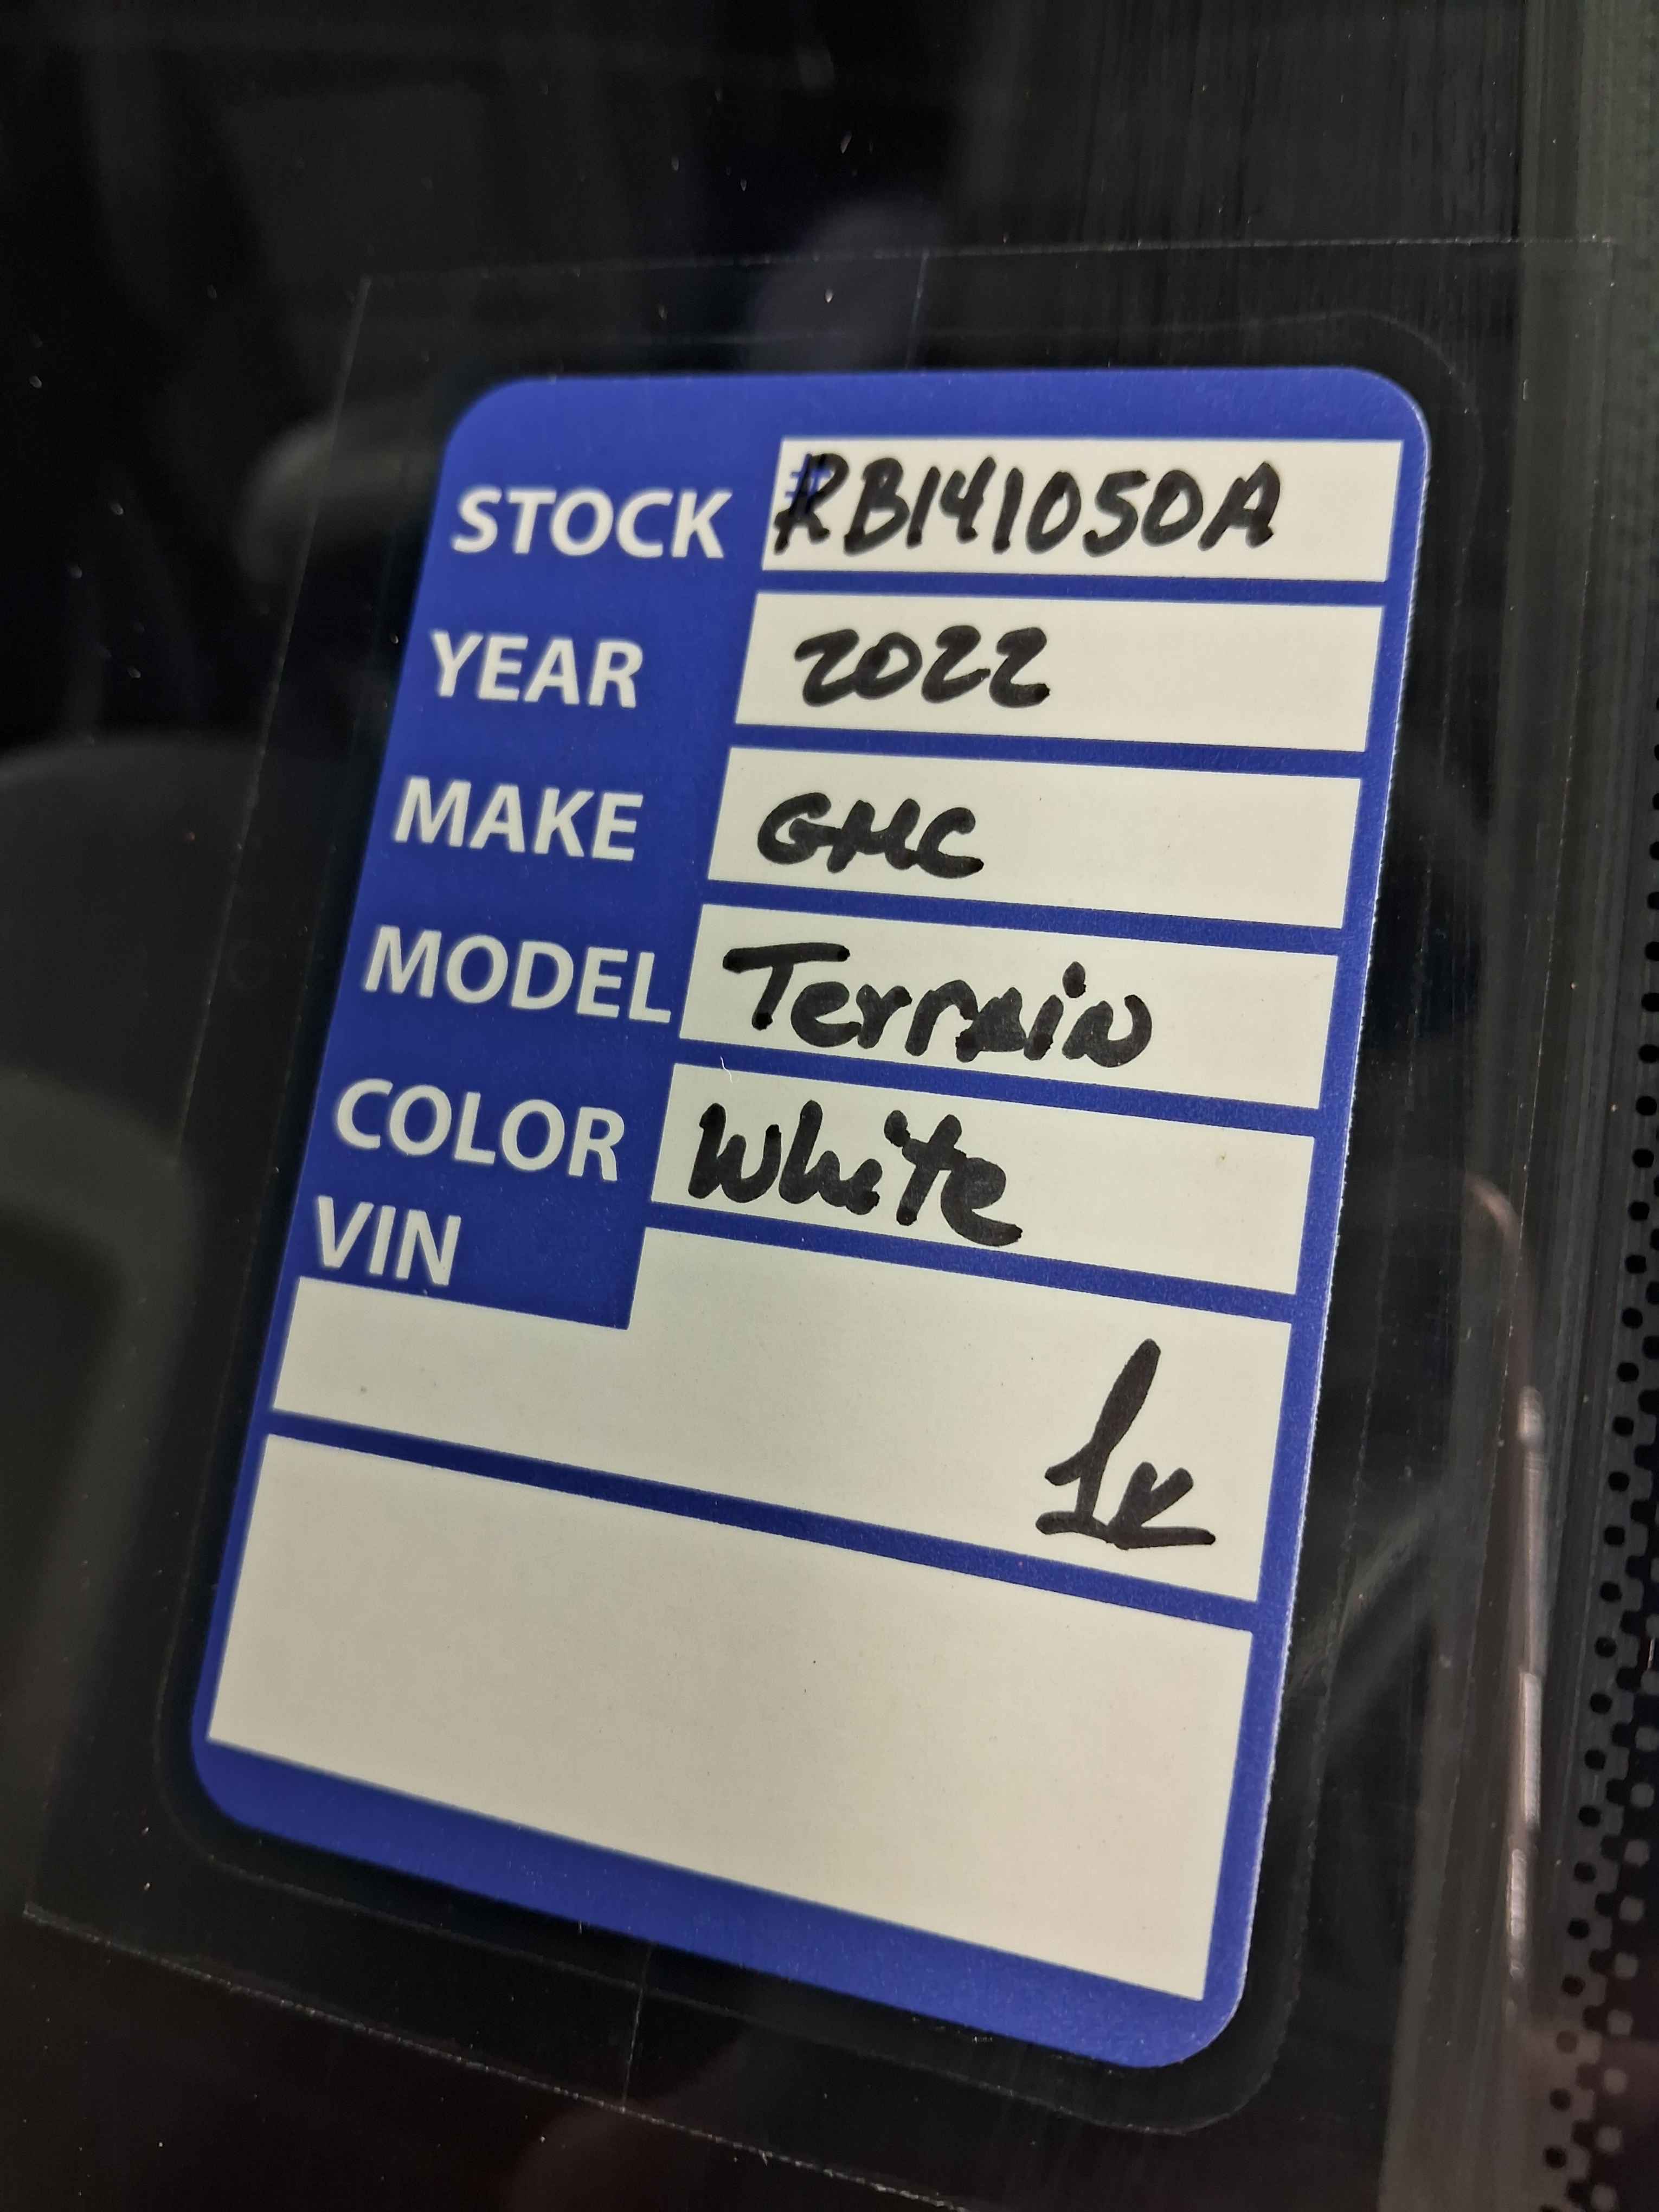 STOCK #RB141050A
YEAR 2022
MAKE GMC
MODEL Terrain
COLOR White
VIN
1k